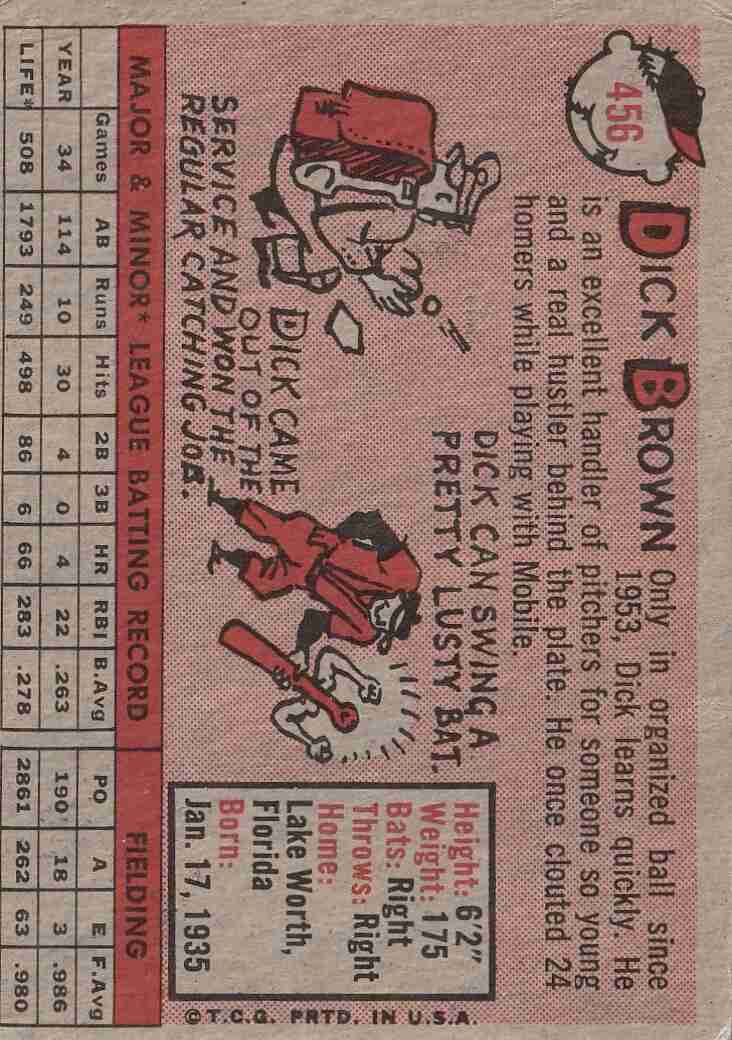 456
DICK BROWN
Only in organized ball since
1953, Dick learns quickly. He
is an excellent handler of pitchers for someone so young
and a real hustler behind the plate. He once clouted 24
homers while playing with Mobile.
DICK CAME
OUT OF THE
SERVICE AND WON THE
REGULAR CATCHING JOB.
DICK CAN SWING A
PRETTY LUSTY BAT.
Height: 6'2"
Weight: 175
Bats: Right
Throws: Right
Home:
Lake Worth,
Florida
Born:
Jan. 17, 1935
MAJOR & MINOR* LEAGUE BATTING RECORD FIELDING
Games AB Runs Hits 2B 3B HR RBI B.Avg PO A E F.Avg
YEAR 34 114 10 30 4 0 4 22 .263 190 18 3 .986
LIFE* 508 1793 249 498 86 6 66 283 .278 2861 262 63 .980
©T.C.G. PRTD. IN U.S.A.